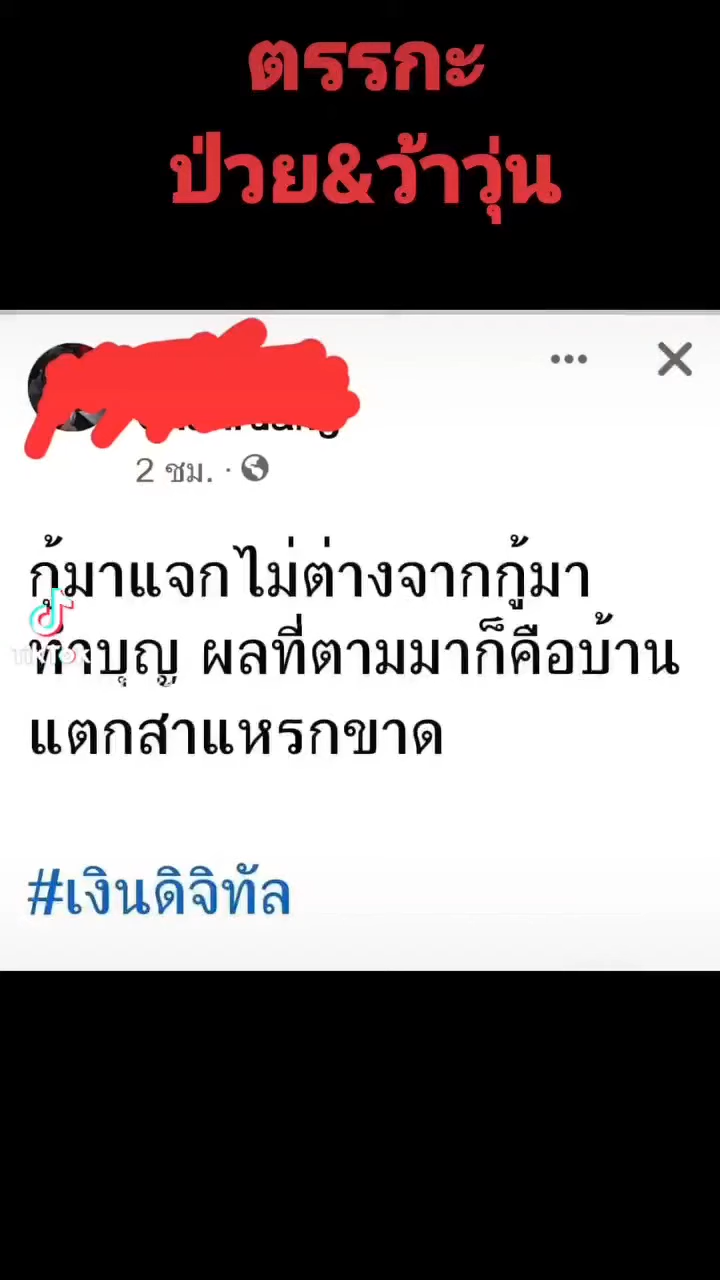 ตรรกะ
ป่วย&ว้าวุ่น
2 ชม. ·
กู้มาแจกไม่ต่างจากกู้มา
ทำบุญ ผลที่ตามมาก็คือบ้าน
แตกสาแหรกขาด
TikTok
#เงินดิจิทัล